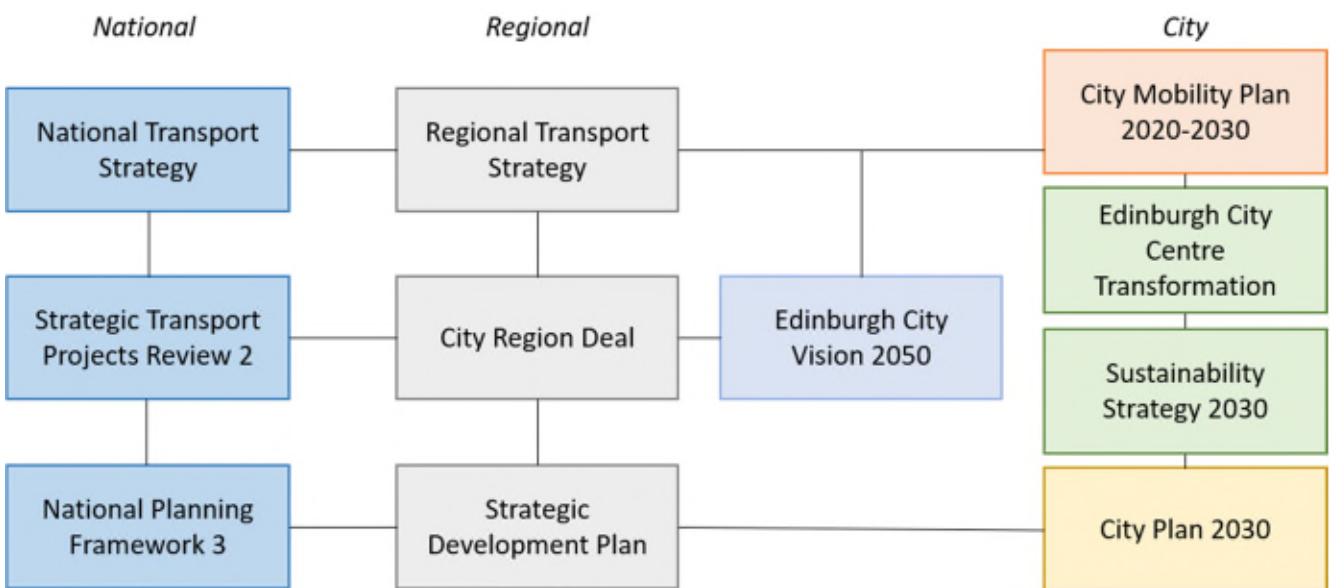 National
Regional
City
National Transport
Strategy
Regional Transport
Strategy
City Mobility Plan
2020-2030
Edinburgh City
Centre
Transformation
Strategic Transport
Projects Review 2
City Region Deal
Edinburgh City
Vision 2050
Sustainability
Strategy 2030
National Planning
Framework 3
Strategic
Development Plan
City Plan 2030